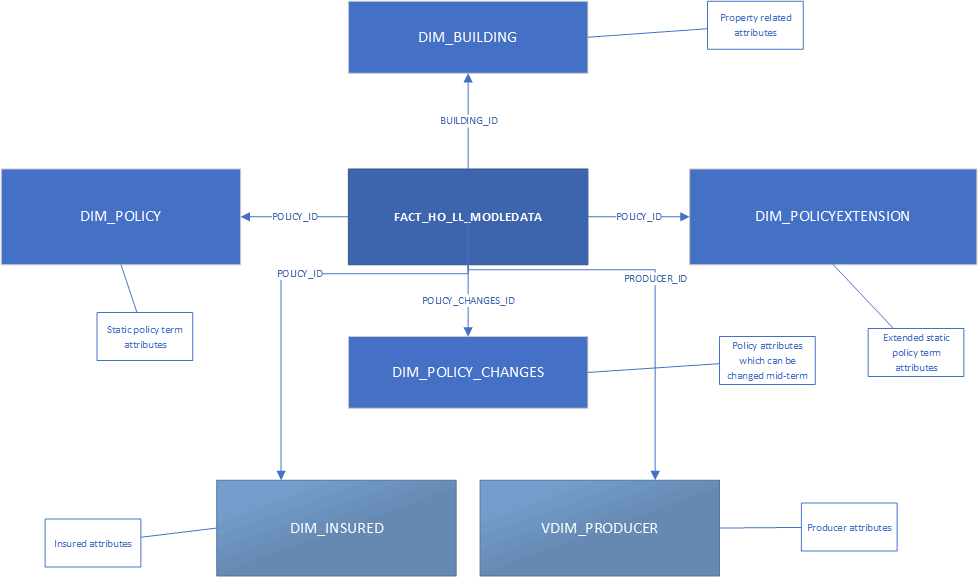 DIM_BUILDING
Property related
attributes
BUILDING_ID
DIM_POLICY
POLICY_ID
FACT_HO_LL_MODLEDATA
POLICY_ID
DIM_POLICYEXTENSION
POLICY_ID
PRODUCER_ID
POLICY_CHANGES_ID
Static policy term
attributes
DIM_POLICY_CHANGES
Policy attributes
which can be
changed mid-term
Extended static
policy term
attributes
DIM_INSURED
Insured attributes
VDIM_PRODUCER
Producer attributes